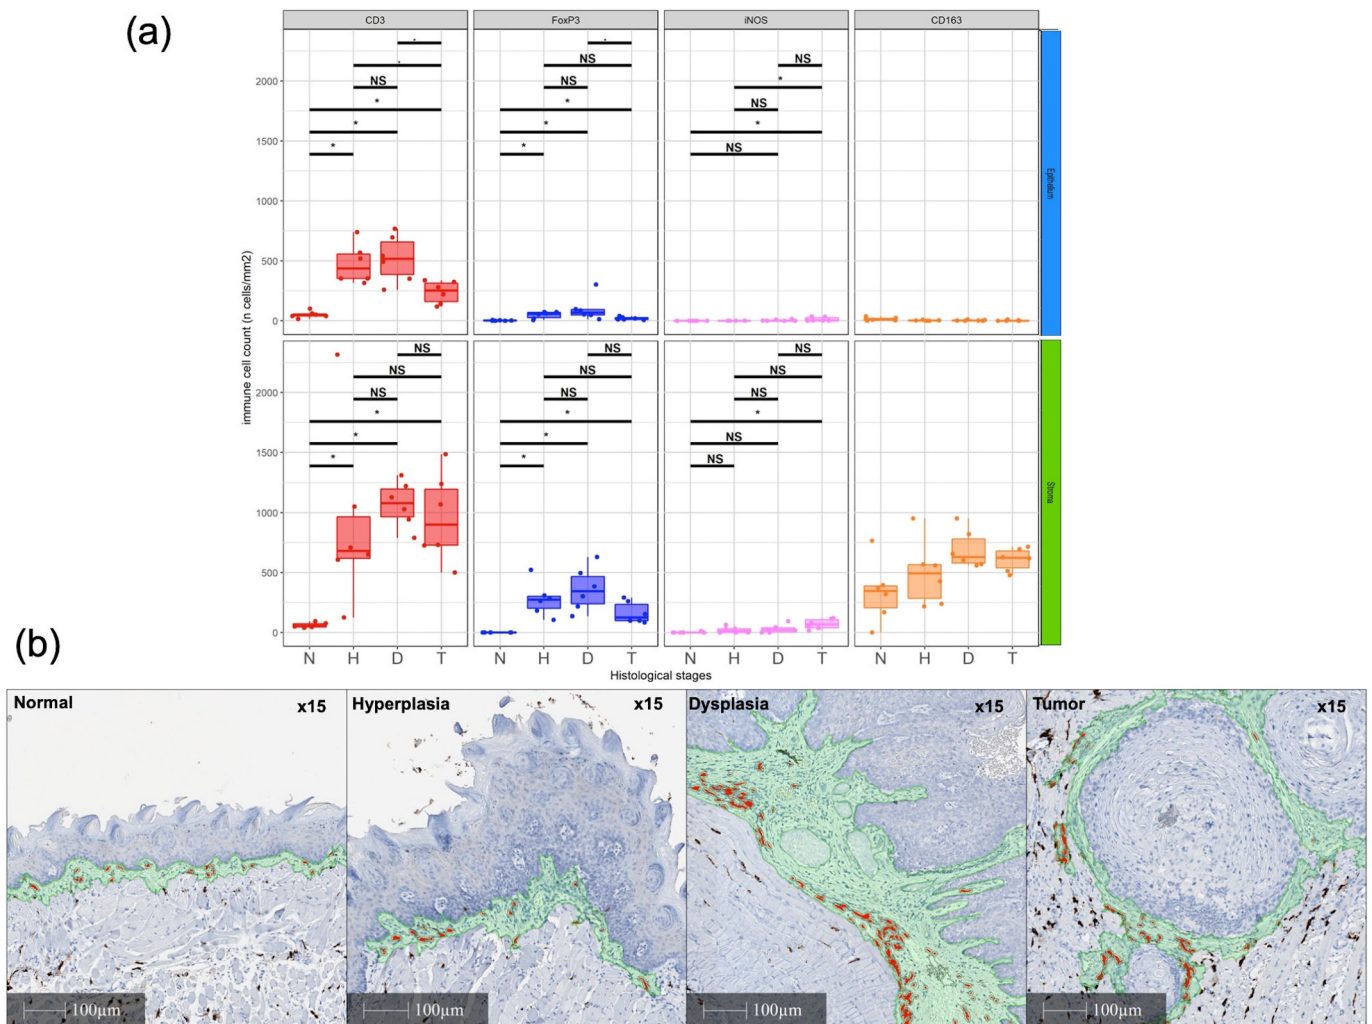 (a)
CD3 FoxP3 iNOS CD163
immune cell count (n cells/mm2)
. . NS
. NS *
NS NS NS
* * *
* * NS
* *
2000
1500
1000
500
0
Epithelium
NS NS NS
NS NS NS
NS NS NS
* * *
* * NS
* * NS
2000
1500
1000
500
0
Stroma
N H D T N H D T N H D T N H D T
Histological stages
(b)
Normal x15 Hyperplasia x15 Dysplasia x15 Tumor x15
100µm 100µm 100µm 100µm